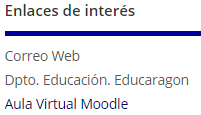 Enlaces de interés
Correo Web
Dpto. Educación. Educaragon
Aula Virtual Moodle